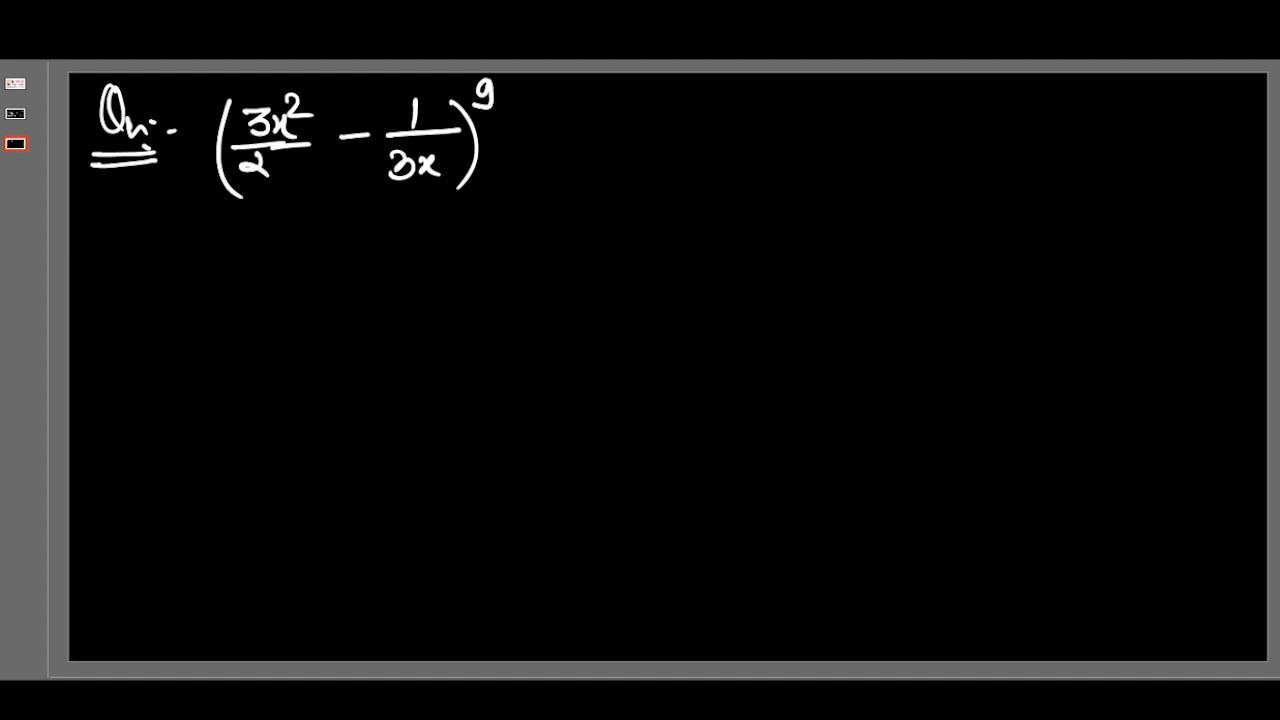 Qn:- (3x²/2 - 1/3x)⁹